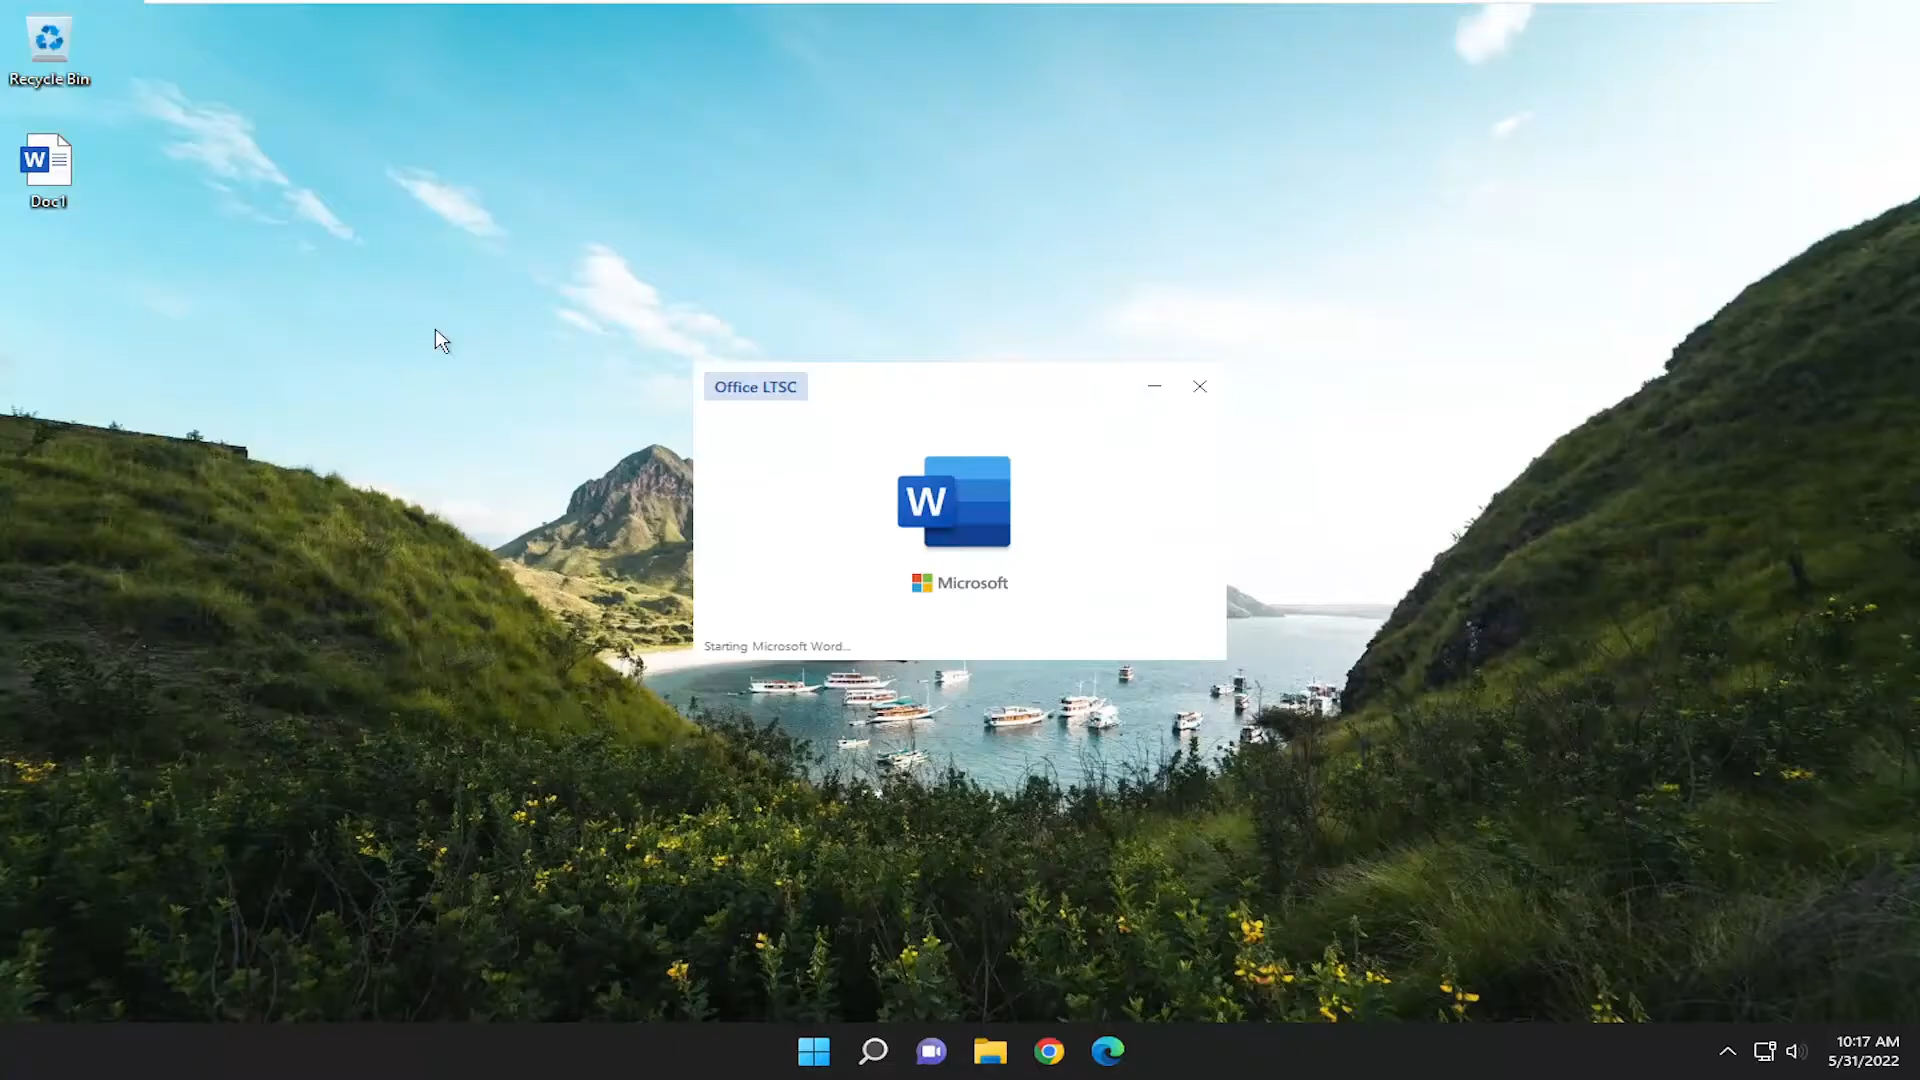 Recycle Bin
W
Doc1
Office LTSC
W
Microsoft
Starting Microsoft Word...
10:17 AM
5/31/2022